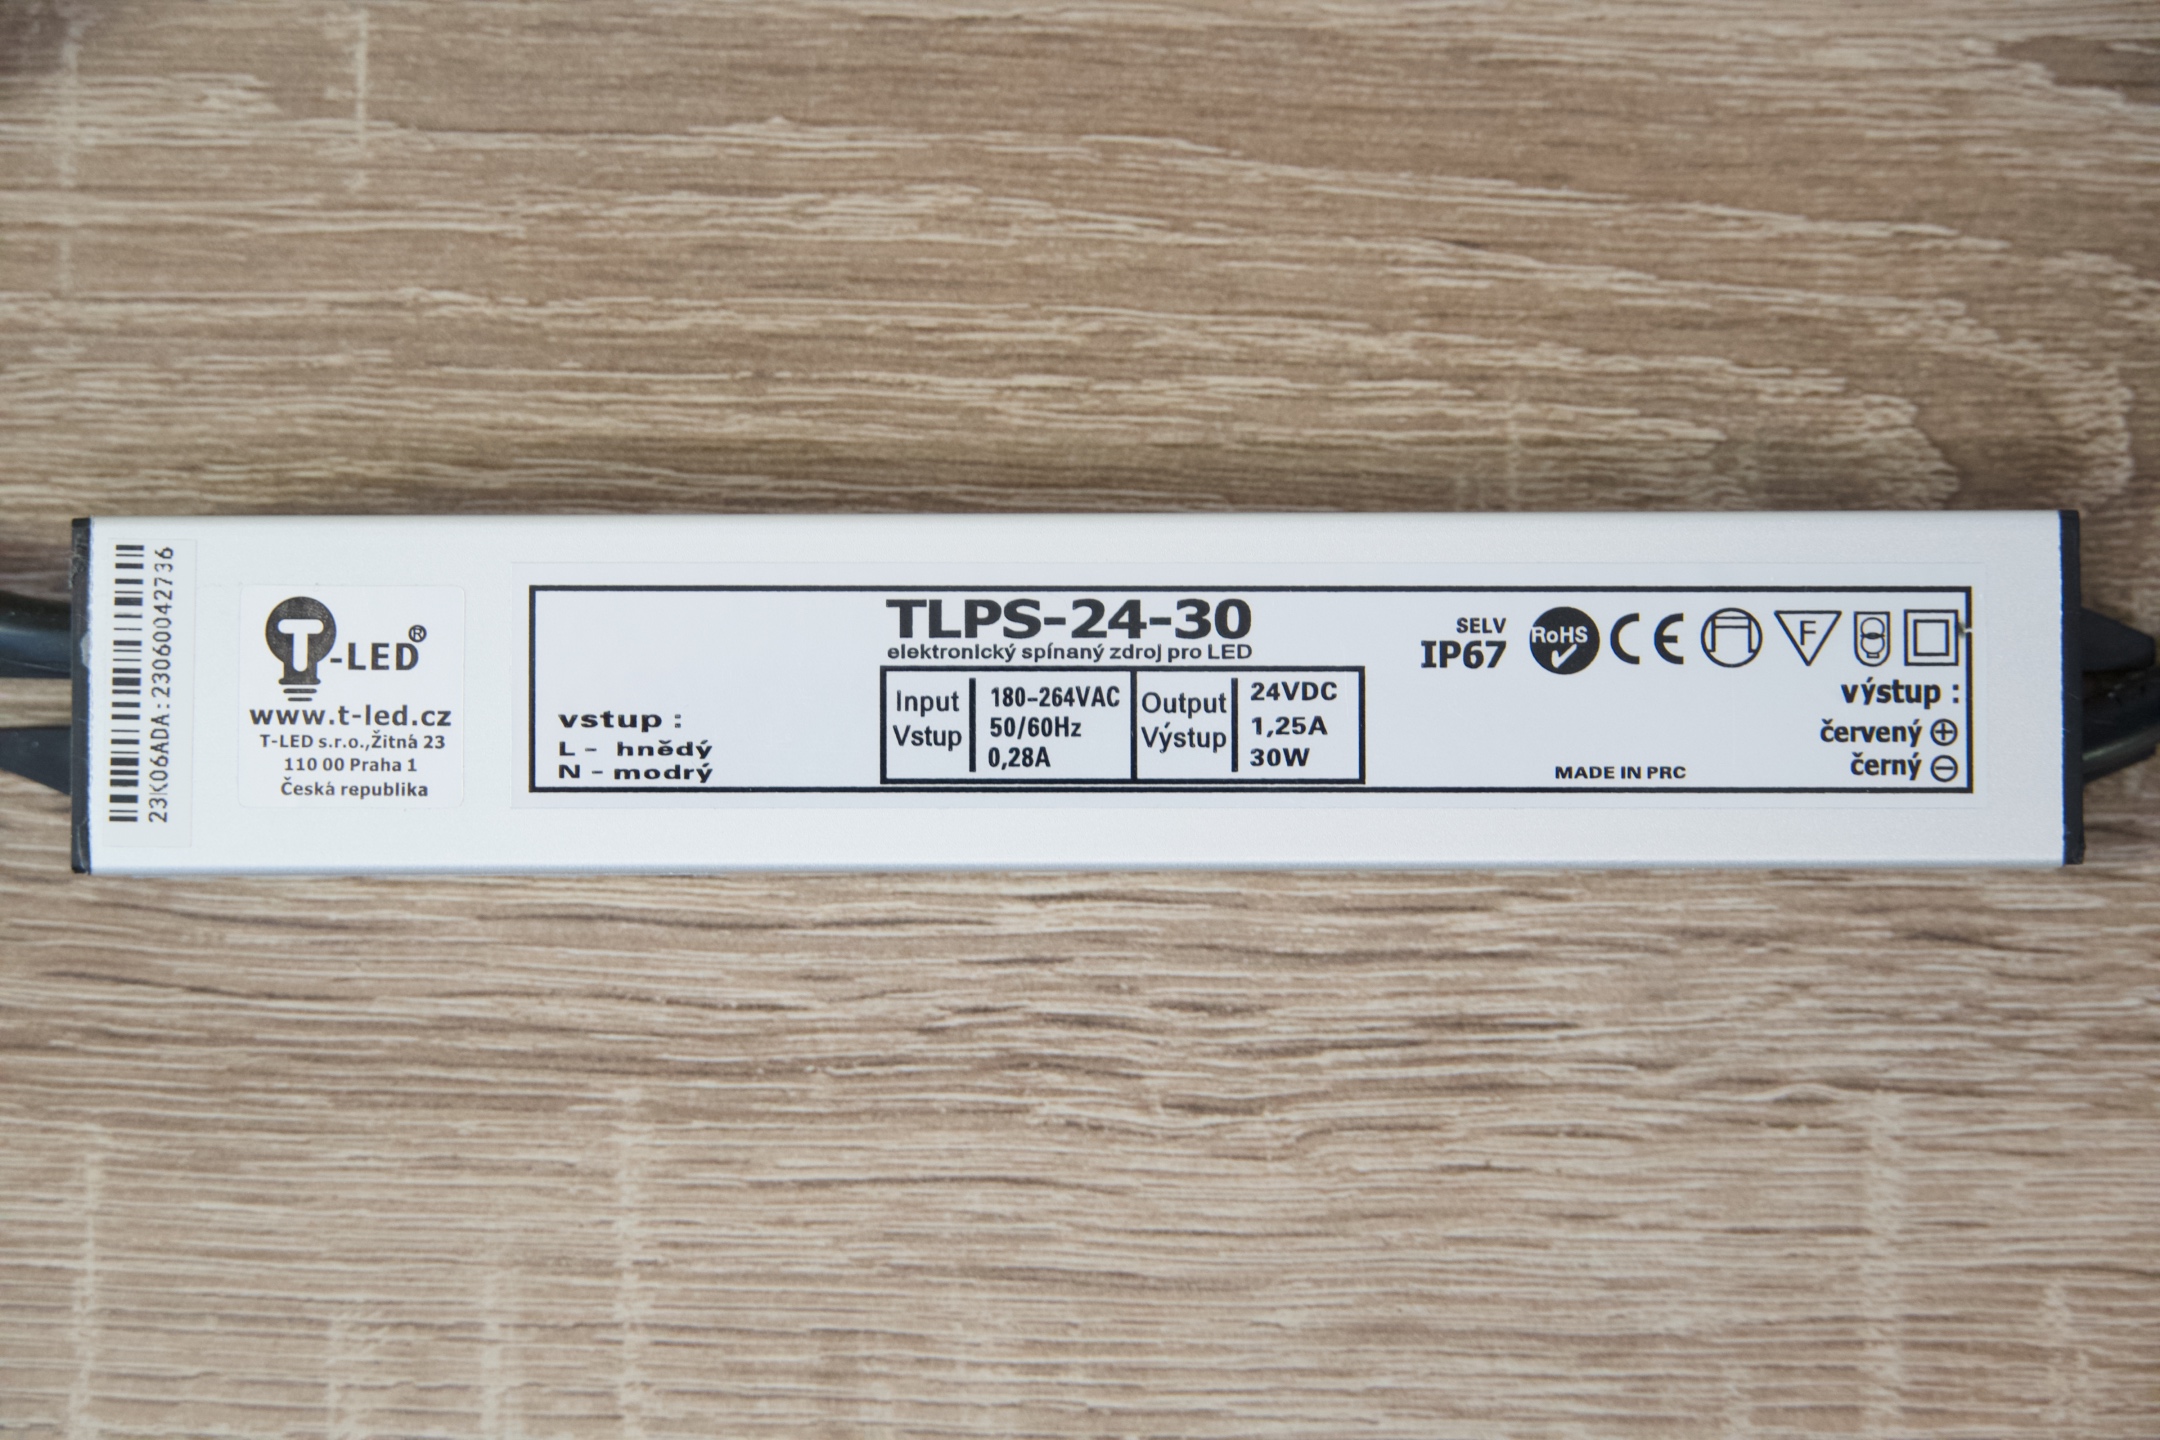 23K06ADA:23060042736
T-LED®
www.t-led.cz
T-LED s.r.o.,Žitná 23
110 00 Praha 1
Česká republika
vstup :
L - hnědý
N - modrý
TLPS-24-30
elektronický spínaný zdroj pro LED
Input
Vstup
180-264VAC
50/60Hz
0,28A
Output
Výstup
24VDC
1,25A
30W
SELV
IP67
RoHS
CE
F
MADE IN PRC
výstup :
červený +
černý -